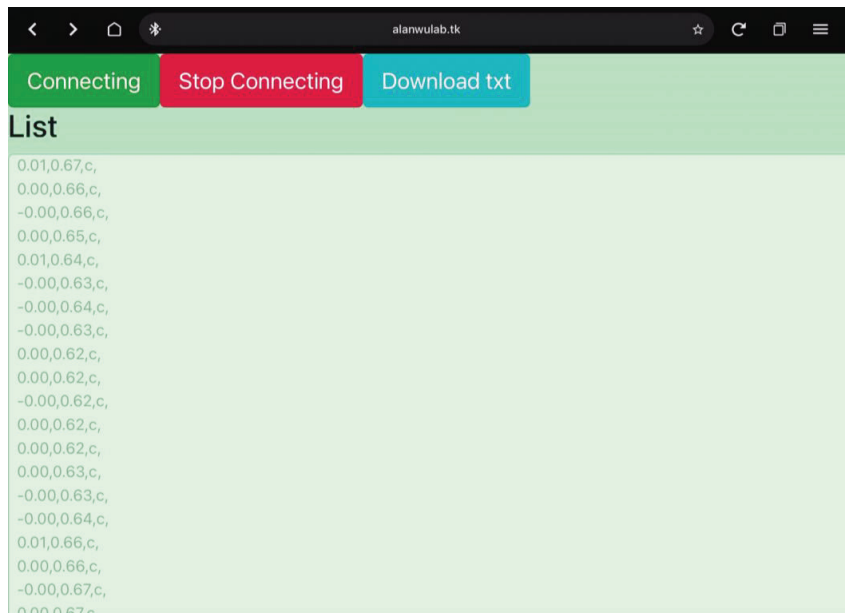 alanwulab.tk
Connecting Stop Connecting Download txt
List
0.01,0.67,c,
0.00,0.66,c,
-0.00,0.66,c,
0.00,0.65,c,
0.01,0.64,c,
-0.00,0.63,c,
-0.00,0.64,c,
-0.00,0.63,c,
0.00,0.62,c,
0.00,0.62,c,
-0.00,0.62,c,
0.00,0.62,c,
0.00,0.62,c,
0.00,0.63,c,
-0.00,0.63,c,
-0.00,0.64,c,
0.01,0.66,c,
0.00,0.66,c,
-0.00,0.67,c,
0.00,0.67,c,